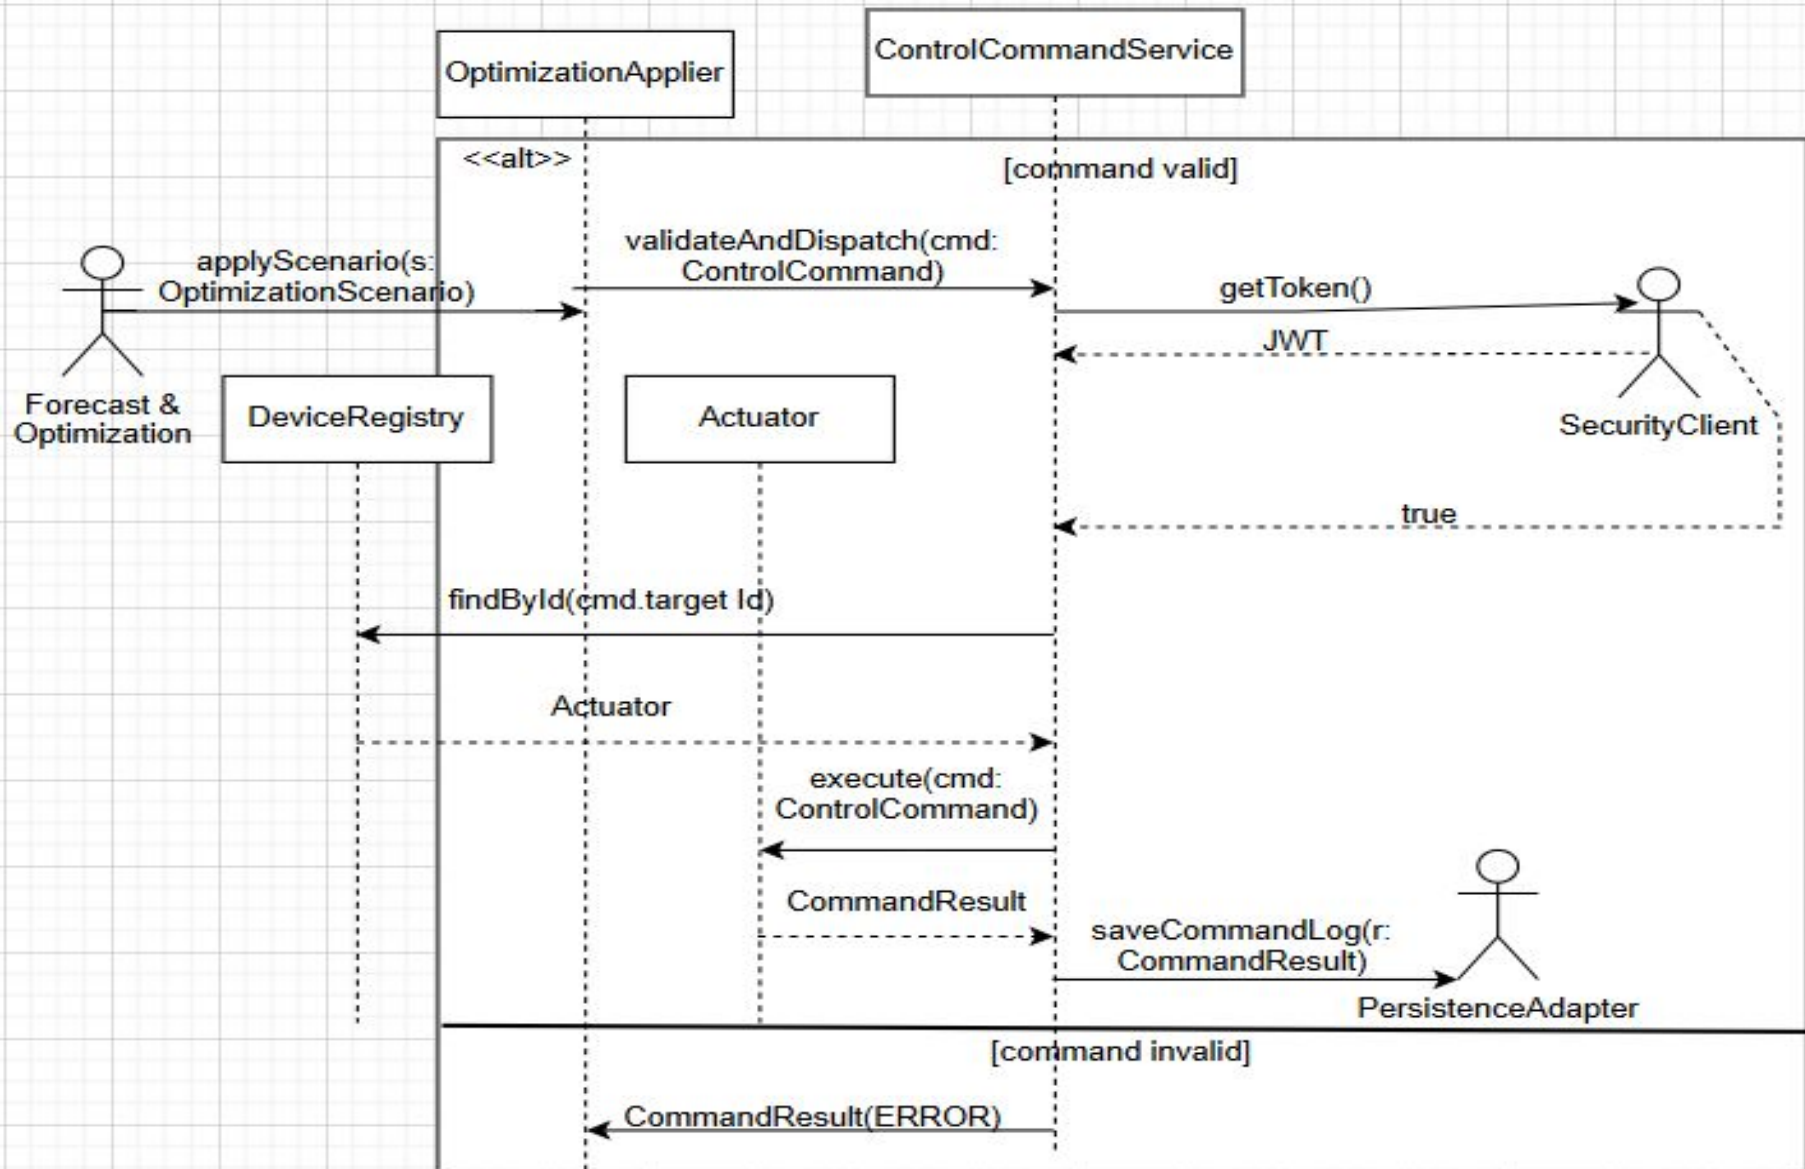 ControlCommandService
OptimizationApplier
<<alt>>
[command valid]
validateAndDispatch(cmd:
ControlCommand)
applyScenario(s:
OptimizationScenario)
getToken()
JWT
Forecast &
Optimization
DeviceRegistry
Actuator
SecurityClient
true
findById(cmd.target Id)
Actuator
execute(cmd:
ControlCommand)
CommandResult
saveCommandLog(r:
CommandResult)
PersistenceAdapter
[command invalid]
CommandResult(ERROR)